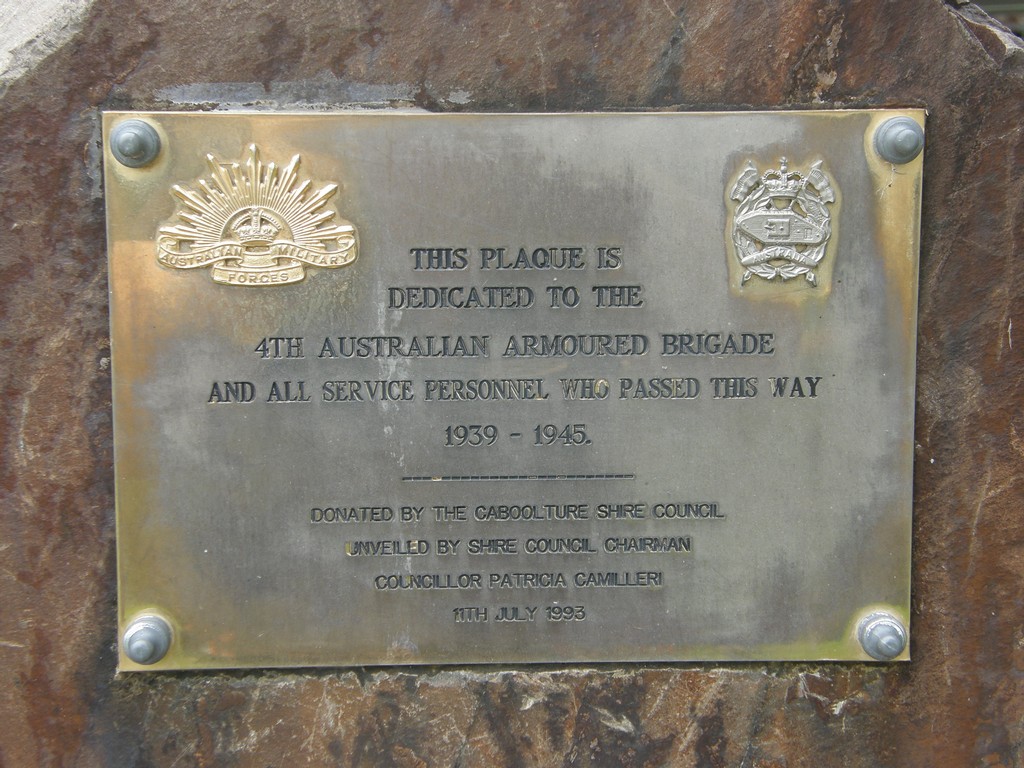 AUSTRALIAN MILITARY
FORCES
AUSTRALIA
THIS PLAQUE IS
DEDICATED TO THE
4TH AUSTRALIAN ARMOURED BRIGADE
AND ALL SERVICE PERSONNEL WHO PASSED THIS WAY
1939 - 1945.
DONATED BY THE CABOOLTURE SHIRE COUNCIL
UNVEILED BY SHIRE COUNCIL CHAIRMAN
COUNCILLOR PATRICIA CAMILLERI
11TH JULY 1993